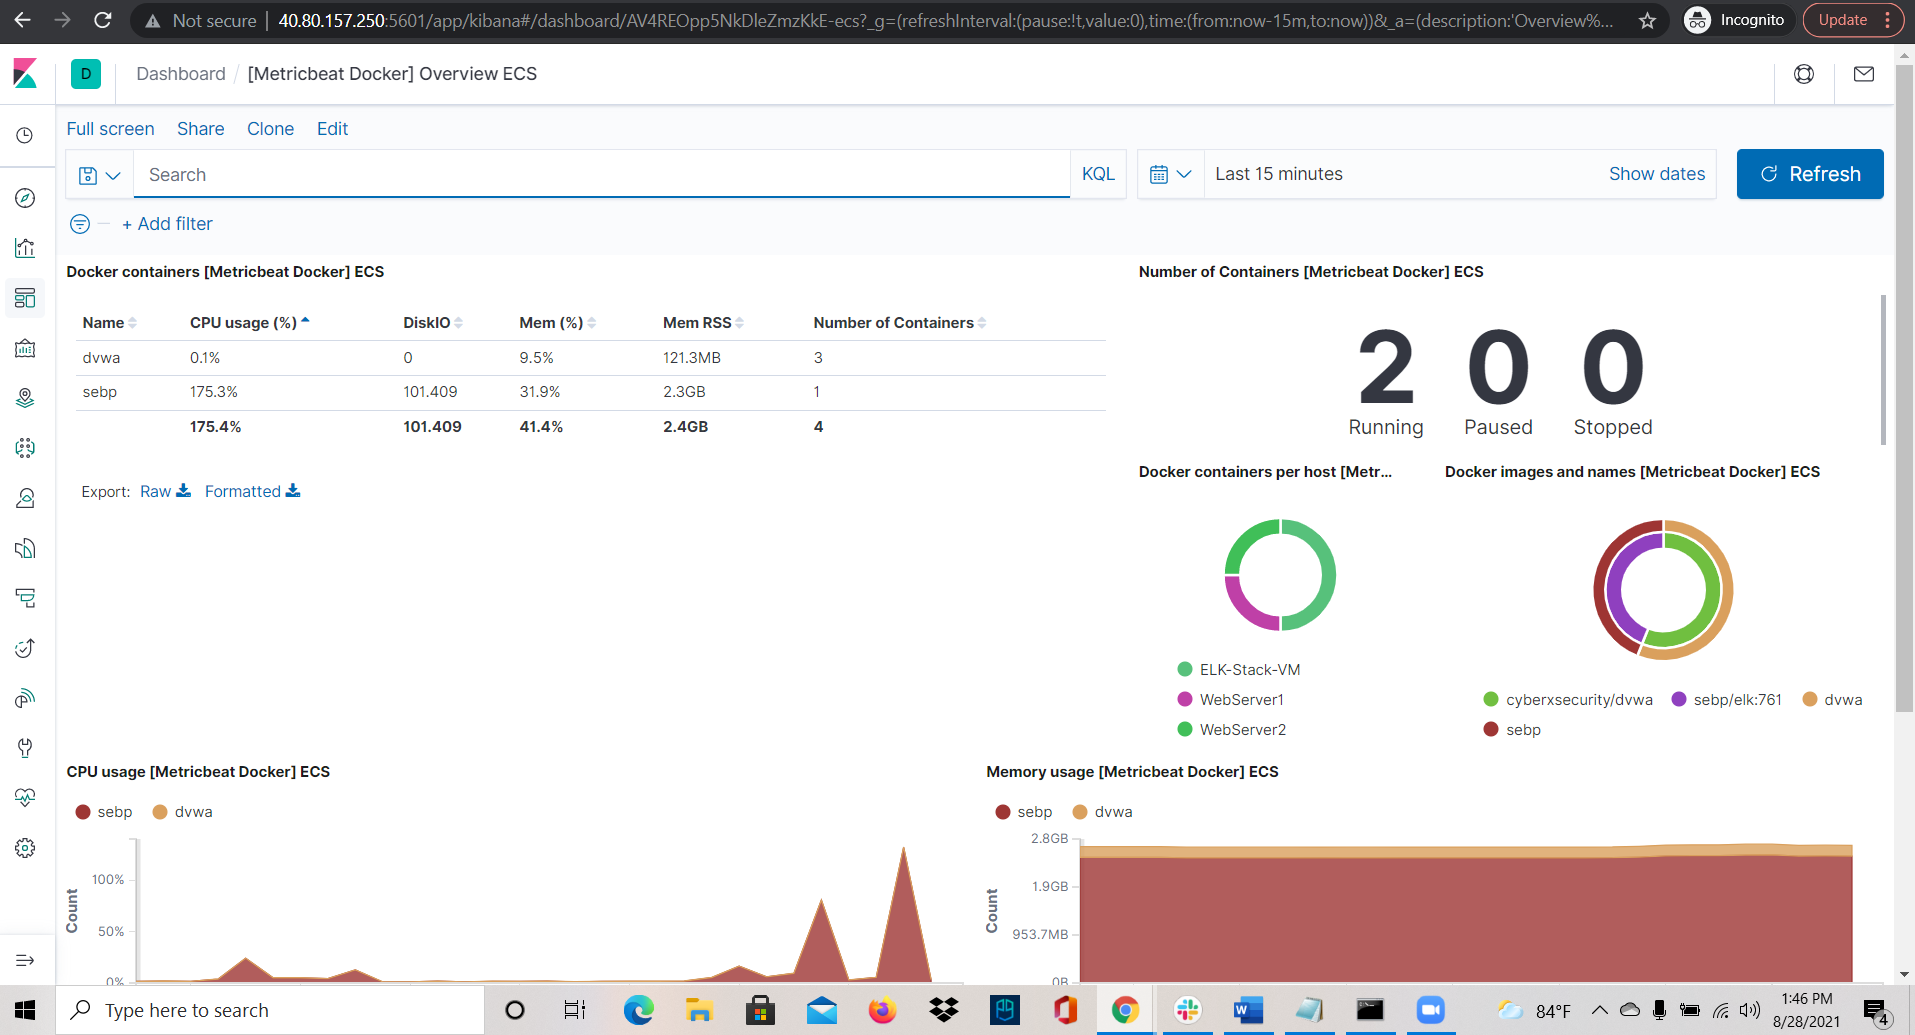 Not secure | 40.80.157.250:5601/app/kibana#/dashboard/AV4REOpp5NkDleZmzKkE-ecs?_g=(refreshInterval:(pause:!t,value:0),time:(from:now-15m,to:now))&_a=(description:'Overview%...
Incognito
Update
D
Dashboard / [Metricbeat Docker] Overview ECS
Full screen Share Clone Edit
Search
KQL
Last 15 minutes
Show dates
Refresh
+ Add filter
Docker containers [Metricbeat Docker] ECS
Name CPU usage (%) DiskIO Mem (%) Mem RSS Number of Containers
dvwa 0.1% 0 9.5% 121.3MB 3
sebp 175.3% 101.409 31.9% 2.3GB 1
175.4% 101.409 41.4% 2.4GB 4
Export: Raw Formatted
Number of Containers [Metricbeat Docker] ECS
2 0 0
Running Paused Stopped
Docker containers per host [Metr...
ELK-Stack-VM
WebServer1
WebServer2
Docker images and names [Metricbeat Docker] ECS
cyberxsecurity/dvwa sebp/elk:761 dvwa
sebp
CPU usage [Metricbeat Docker] ECS
sebp dvwa
Count
100%
50%
0%
Memory usage [Metricbeat Docker] ECS
sebp dvwa
Count
2.8GB
1.9GB
953.7MB
0B
Type here to search
84°F
1:46 PM
8/28/2021
4